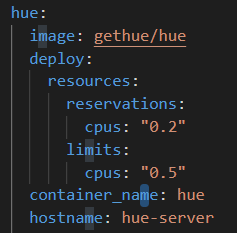 hue:
  image: gethue/hue
  deploy:
    resources:
      reservations:
        cpus: "0.2"
      limits:
        cpus: "0.5"
  container_name: hue
  hostname: hue-server